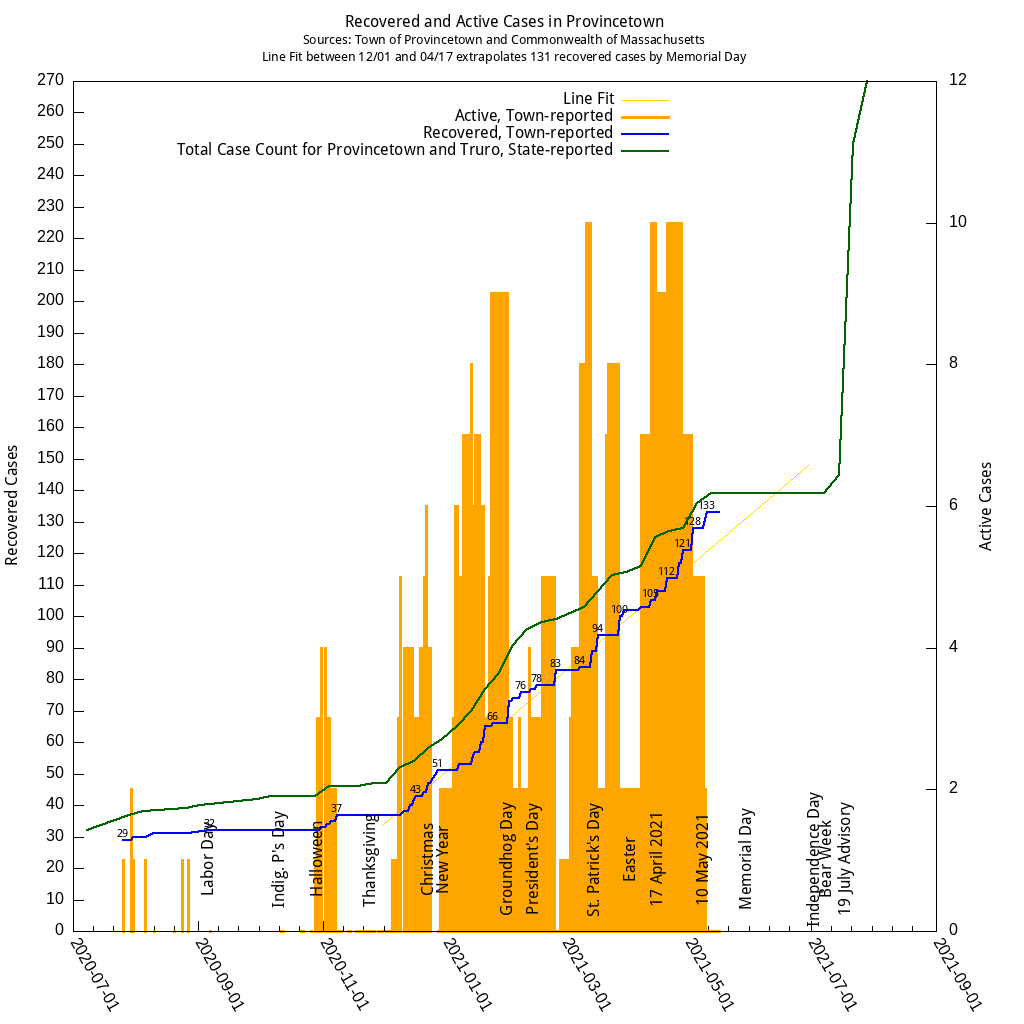 Recovered and Active Cases in Provincetown
Sources: Town of Provincetown and Commonwealth of Massachusetts
Line Fit between 12/01 and 04/17 extrapolates 131 recovered cases by Memorial Day
Line Fit
Active, Town-reported
Recovered, Town-reported
Total Case Count for Provincetown and Truro, State-reported
Recovered Cases
270
260
250
240
230
220
210
200
190
180
170
160
150
140
130
120
110
100
90
80
70
60
50
40
30
20
10
0
Active Cases
12
10
8
6
4
2
0
29
32
37
43
51
66
76
78
83
84
94
109
112
121
128
133
Labor Day
Indig. P's Day
Halloween
Thanksgiving
Christmas
New Year
Groundhog Day
President's Day
St. Patrick's Day
Easter
17 April 2021
10 May 2021
Memorial Day
Independence Day
Bear Week
19 July Advisory
2020-07-01
2020-09-01
2020-11-01
2021-01-01
2021-03-01
2021-05-01
2021-07-01
2021-09-01